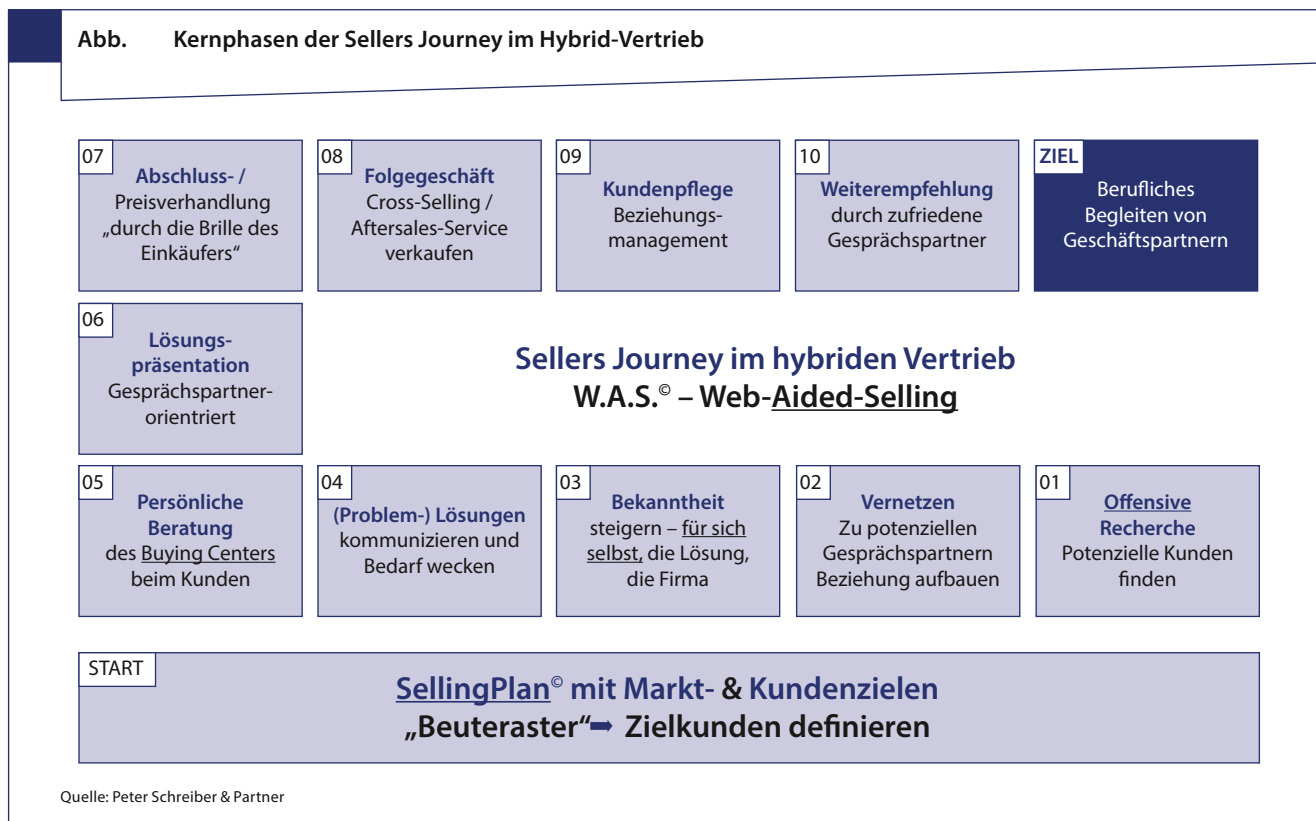 Abb. Kernphasen der Sellers Journey im Hybrid-Vertrieb
07
Abschluss- /
Preisverhandlung
„durch die Brille des
Einkäufers“
08
Folgegeschäft
Cross-Selling /
Aftersales-Service
verkaufen
09
Kundenpflege
Beziehungs-
management
10
Weiterempfehlung
durch zufriedene
Gesprächspartner
ZIEL
Berufliches
Begleiten von
Geschäftspartnern
06
Lösungs-
präsentation
Gesprächspartner-
orientiert
Sellers Journey im hybriden Vertrieb
W.A.S.© – Web-Aided-Selling
05
Persönliche
Beratung
des Buying Centers
beim Kunden
04
(Problem-) Lösungen
kommunizieren und
Bedarf wecken
03
Bekanntheit
steigern – für sich
selbst, die Lösung,
die Firma
02
Vernetzen
Zu potenziellen
Gesprächspartnern
Beziehung aufbauen
01
Offensive
Recherche
Potenzielle Kunden
finden
START
SellingPlan© mit Markt- & Kundenzielen
„Beuteraster“➡ Zielkunden definieren
Quelle: Peter Schreiber & Partner